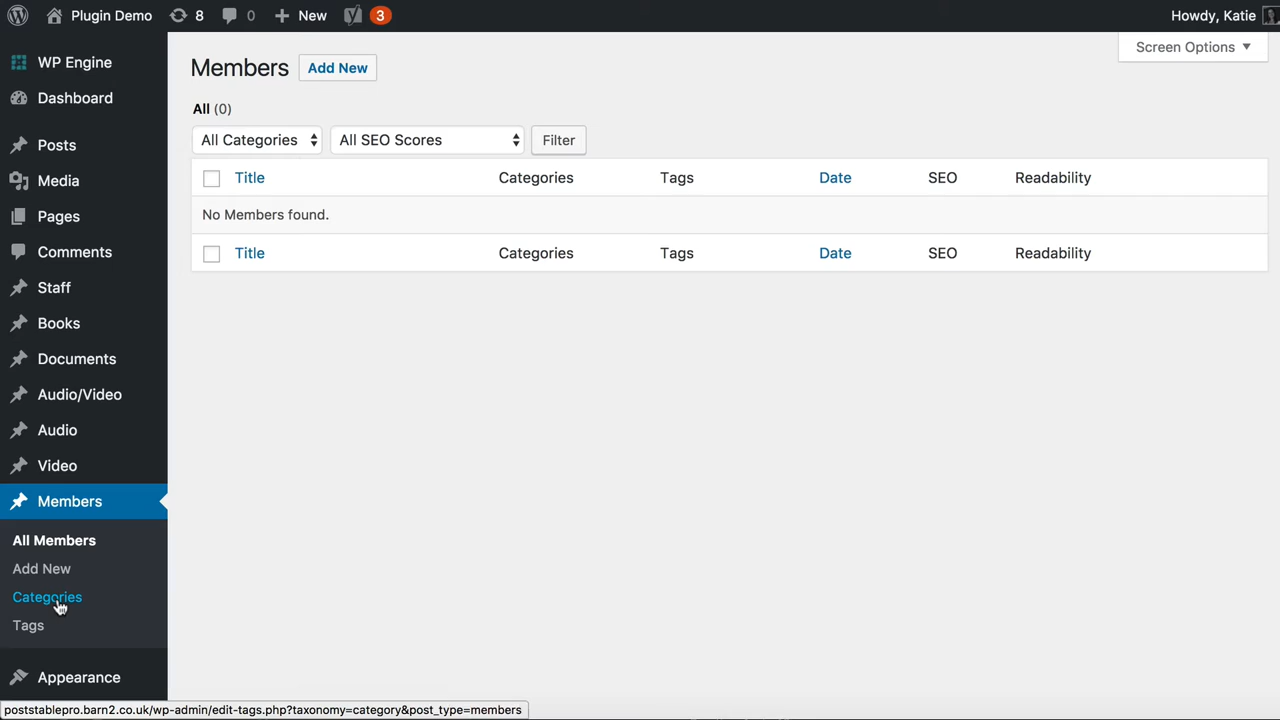 Plugin Demo 8 0 New 3 Howdy, Katie
Screen Options
WP Engine
Dashboard
Posts
Media
Pages
Comments
Staff
Books
Documents
Audio/Video
Audio
Video
Members
All Members
Add New
Categories
Tags
Appearance
Members Add New
All (0)
All Categories All SEO Scores Filter
Title Categories Tags Date SEO Readability
No Members found.
Title Categories Tags Date SEO Readability
poststablepro.barn2.co.uk/wp-admin/edit-tags.php?taxonomy=category&post_type=members